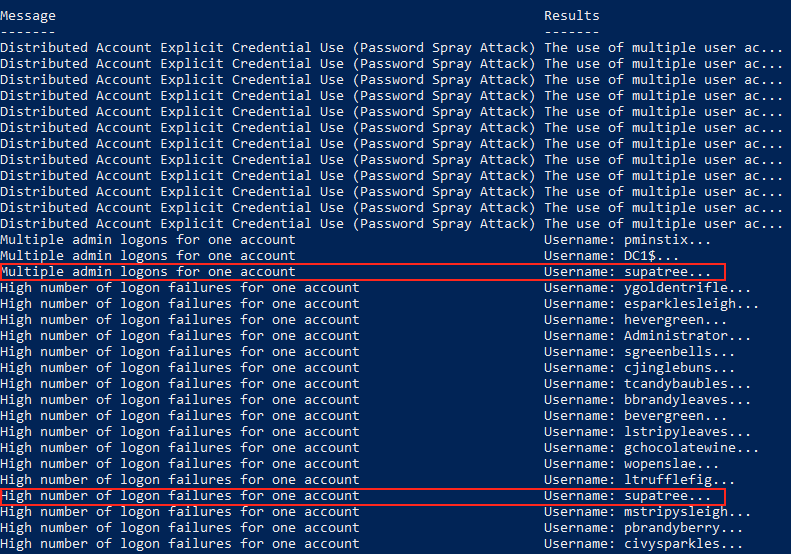 Message Results
------- -------
Distributed Account Explicit Credential Use (Password Spray Attack) The use of multiple user ac...
Distributed Account Explicit Credential Use (Password Spray Attack) The use of multiple user ac...
Distributed Account Explicit Credential Use (Password Spray Attack) The use of multiple user ac...
Distributed Account Explicit Credential Use (Password Spray Attack) The use of multiple user ac...
Distributed Account Explicit Credential Use (Password Spray Attack) The use of multiple user ac...
Distributed Account Explicit Credential Use (Password Spray Attack) The use of multiple user ac...
Distributed Account Explicit Credential Use (Password Spray Attack) The use of multiple user ac...
Distributed Account Explicit Credential Use (Password Spray Attack) The use of multiple user ac...
Distributed Account Explicit Credential Use (Password Spray Attack) The use of multiple user ac...
Distributed Account Explicit Credential Use (Password Spray Attack) The use of multiple user ac...
Distributed Account Explicit Credential Use (Password Spray Attack) The use of multiple user ac...
Distributed Account Explicit Credential Use (Password Spray Attack) The use of multiple user ac...
Multiple admin logons for one account Username: pminstix...
Multiple admin logons for one account Username: DC1$...
Multiple admin logons for one account Username: supatree...
High number of logon failures for one account Username: ygoldentrifle...
High number of logon failures for one account Username: esparklesleigh...
High number of logon failures for one account Username: hevergreen...
High number of logon failures for one account Username: Administrator...
High number of logon failures for one account Username: sgreenbells...
High number of logon failures for one account Username: cjinglebuns...
High number of logon failures for one account Username: tcandybaubles...
High number of logon failures for one account Username: bbrandyleaves...
High number of logon failures for one account Username: bevergreen...
High number of logon failures for one account Username: lstripyleaves...
High number of logon failures for one account Username: gchocolatewine...
High number of logon failures for one account Username: wopenslae...
High number of logon failures for one account Username: ltrufflefig...
High number of logon failures for one account Username: supatree...
High number of logon failures for one account Username: mstripysleigh...
High number of logon failures for one account Username: pbrandyberry...
High number of logon failures for one account Username: civysparkles...